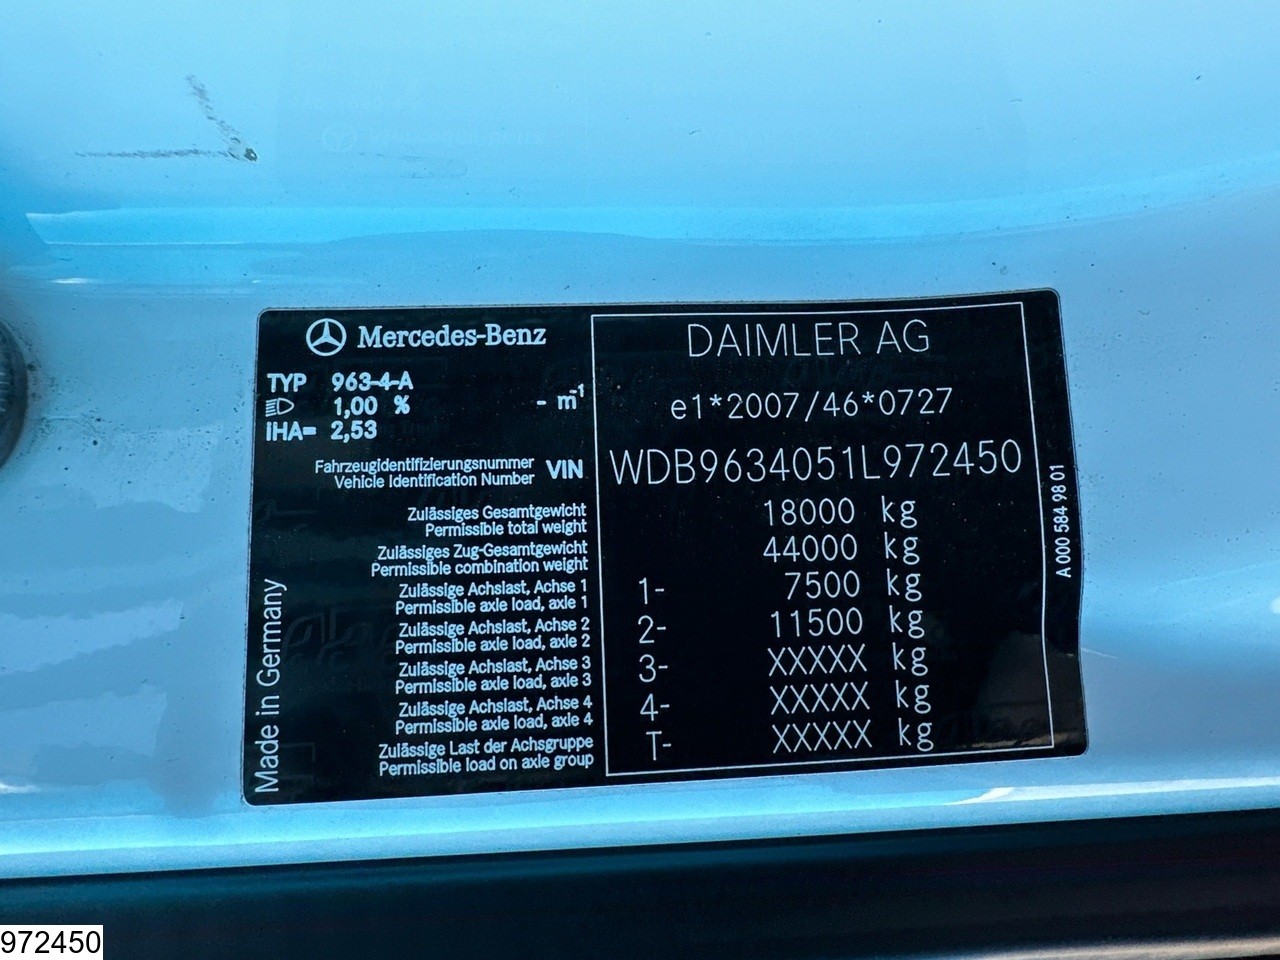 Mercedes-Benz
TYP 963-4-A
1,00 % - m-1
IHA= 2,53
DAIMLER AG
e1*2007/46*0727
Fahrzeugidentifizierungsnummer
Vehicle Identification Number
VIN WDB9634051L972450
Zulässiges Gesamtgewicht
Permissible total weight
18000 kg
Zulässiges Zug-Gesamtgewicht
Permissible combination weight
44000 kg
Zulässige Achslast, Achse 1
Permissible axle load, axle 1
1- 7500 kg
Zulässige Achslast, Achse 2
Permissible axle load, axle 2
2- 11500 kg
Zulässige Achslast, Achse 3
Permissible axle load, axle 3
3- XXXXX kg
Zulässige Achslast, Achse 4
Permissible axle load, axle 4
4- XXXXX kg
Zulässige Last der Achsgruppe
Permissible load on axle group
T- XXXXX kg
Made in Germany
A 000 584 98 01
972450